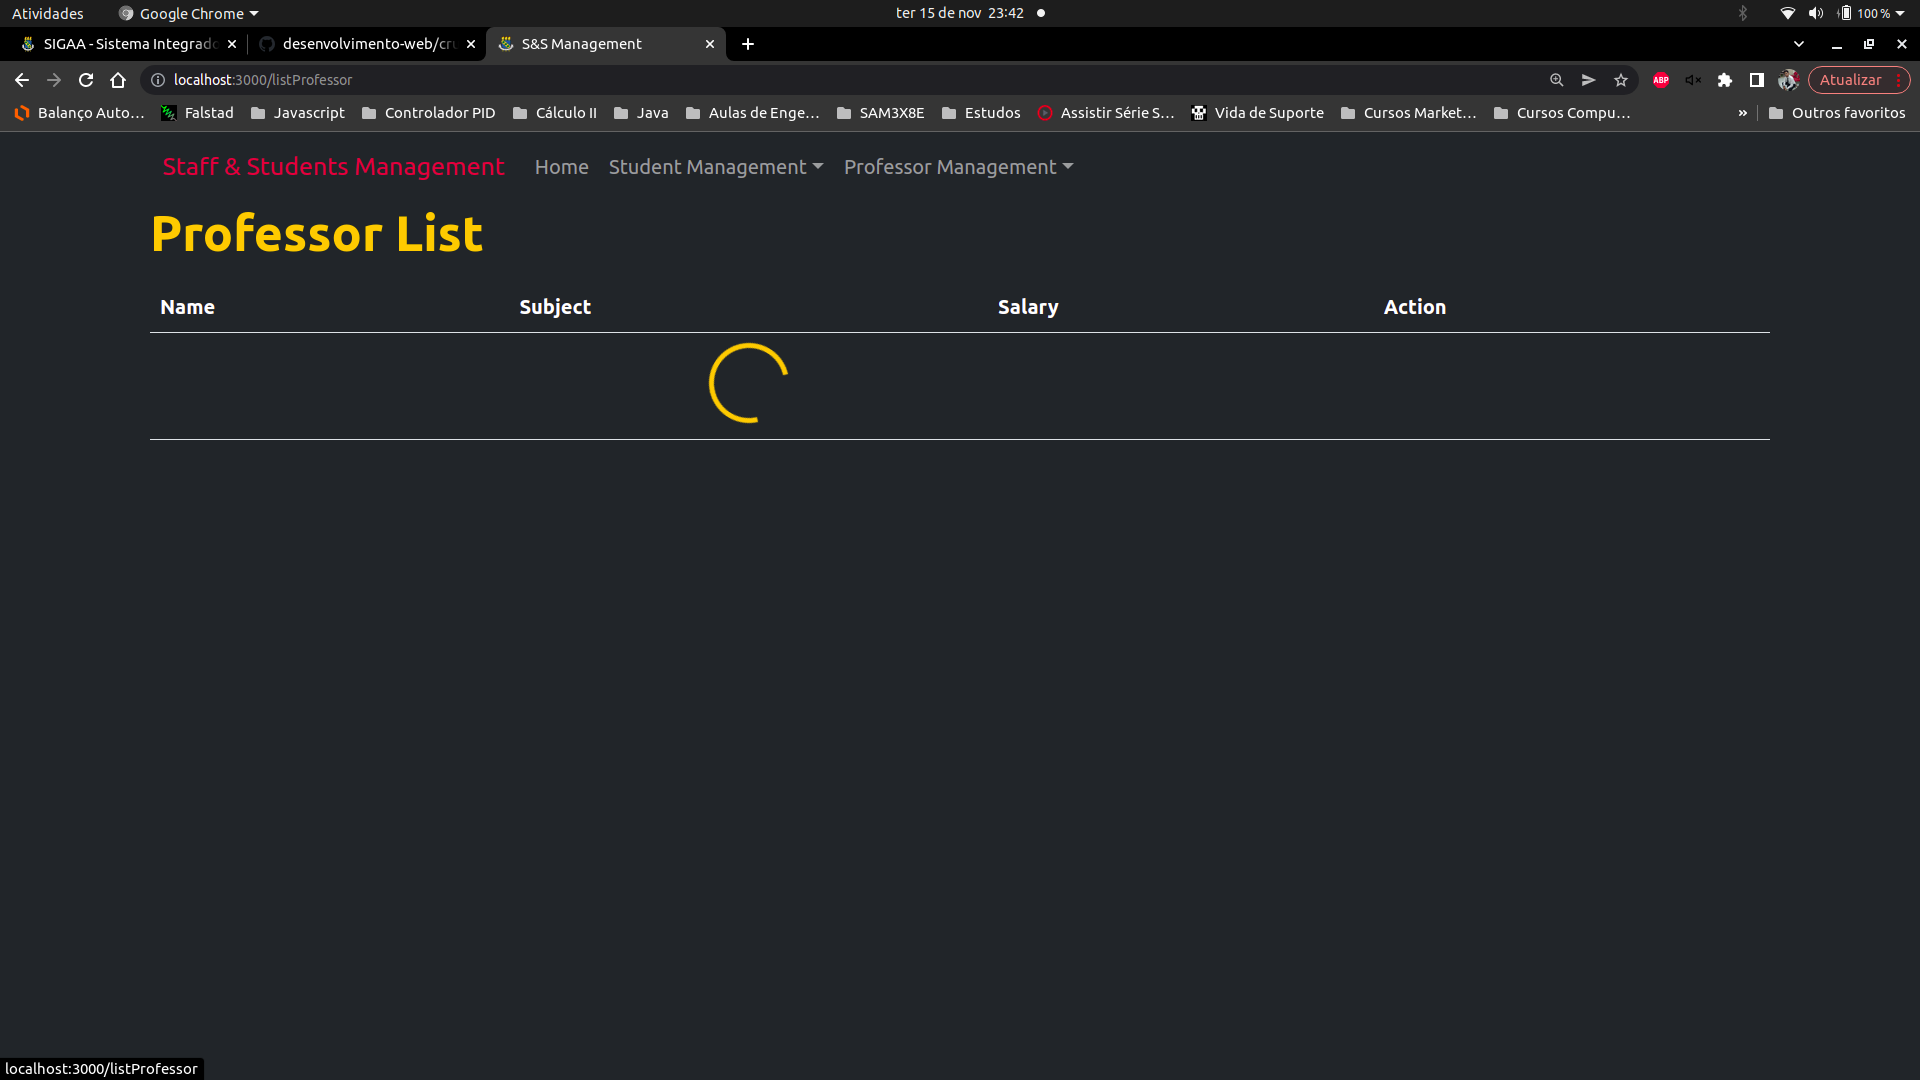 Atividades Google Chrome ter 15 de nov 23:42 100 %
SIGAA - Sistema Integrado desenvolvimento-web/cru S&S Management
localhost:3000/listProfessor ABP Atualizar
Balanço Auto… Falstad Javascript Controlador PID Cálculo II Java Aulas de Enge… SAM3X8E Estudos Assistir Série S… Vida de Suporte Cursos Market… Cursos Compu… » Outros favoritos
Staff & Students Management Home Student Management Professor Management
Professor List
Name Subject Salary Action
localhost:3000/listProfessor